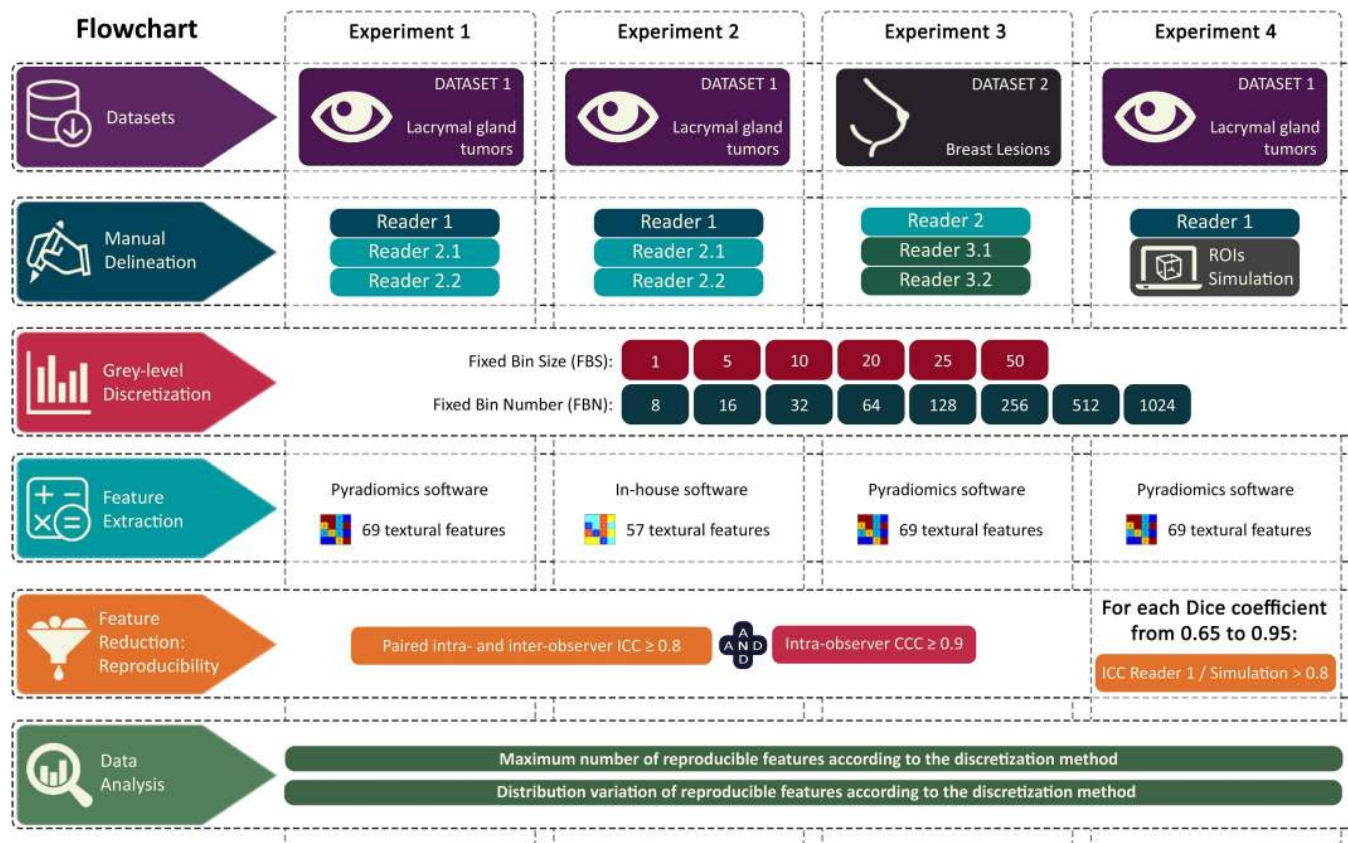 Flowchart
Experiment 1
Experiment 2
Experiment 3
Experiment 4
Datasets
DATASET 1
Lacrymal gland
tumors
DATASET 1
Lacrymal gland
tumors
DATASET 2
Breast Lesions
DATASET 1
Lacrymal gland
tumors
Manual
Delineation
Reader 1
Reader 2.1
Reader 2.2
Reader 1
Reader 2.1
Reader 2.2
Reader 2
Reader 3.1
Reader 3.2
Reader 1
ROIs
Simulation
Grey-level
Discretization
Fixed Bin Size (FBS): 1 5 10 20 25 50
Fixed Bin Number (FBN): 8 16 32 64 128 256 512 1024
Feature
Extraction
Pyradiomics software
69 textural features
In-house software
57 textural features
Pyradiomics software
69 textural features
Pyradiomics software
69 textural features
Feature
Reduction:
Reproducibility
Paired intra- and inter-observer ICC ≥ 0.8
AND
Intra-observer CCC ≥ 0.9
For each Dice coefficient
from 0.65 to 0.95:
ICC Reader 1 / Simulation > 0.8
Data
Analysis
Maximum number of reproducible features according to the discretization method
Distribution variation of reproducible features according to the discretization method